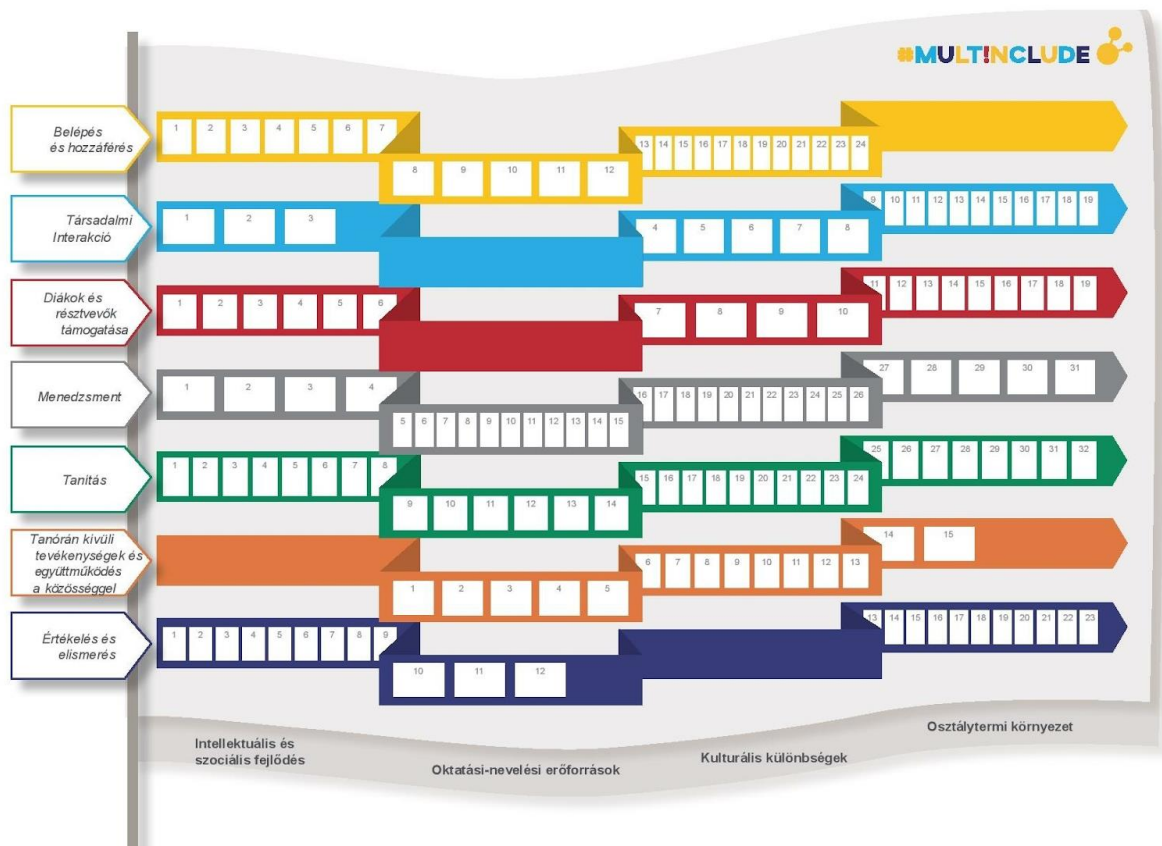 #MULT!NCLUDE
Belépés
és hozzáférés
1 2 3 4 5 6 7
8 9 10 11 12
13 14 15 16 17 18 19 20 21 22 23 24
Társadalmi
Interakció
1 2 3
4 5 6 7 8
9 10 11 12 13 14 15 16 17 18 19
Diákok és
résztvevők
támogatása
1 2 3 4 5 6
7 8 9 10
11 12 13 14 15 16 17 18 19
Menedzsment
1 2 3 4
5 6 7 8 9 10 11 12 13 14 15
16 17 18 19 20 21 22 23 24 25 26
27 28 29 30 31
Tanitás
1 2 3 4 5 6 7 8
9 10 11 12 13 14
15 16 17 18 19 20 21 22 23 24
25 26 27 28 29 30 31 32
Tanórán kivüli
tevékenységek és
együttműködés
a közösséggel
1 2 3 4 5
6 7 8 9 10 11 12 13
14 15
Értékelés és
elismerés
1 2 3 4 5 6 7 8 9
10 11 12
13 14 15 16 17 18 19 20 21 22 23
Intellektuális és
szociális fejlődés
Oktatási-nevelési erőforrások
Kulturális különbségek
Osztálytermi környezet